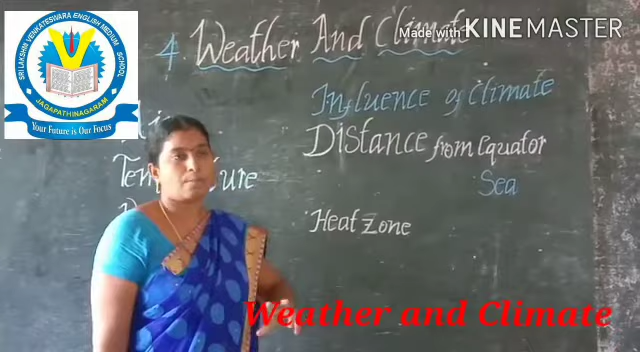 Made with KINEMASTER
SRI LAKSHMI VENKATESWARA ENGLISH MEDIUM SCHOOL
JAGAPATHINAGARAM
Your Future is Our Focus
4. Weather And Climate
Influence of Climate
Distance from Equator
Sea
Heat Zone
Weather and Climate